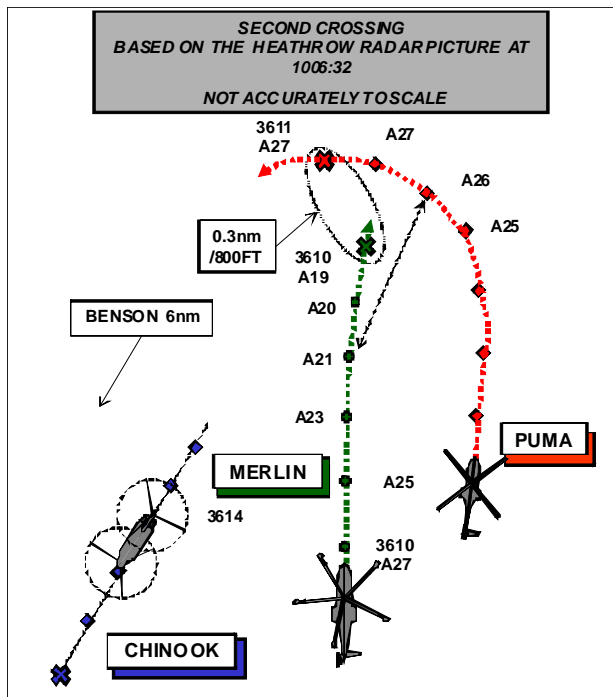 SECOND CROSSING
BASED ON THE HEATHROW RADAR PICTURE AT
1006:32
NOT ACCURATELY TO SCALE
3611
A27
A27
A26
A25
0.3nm
/800FT
3610
A19
A20
BENSON 6nm
A21
A23
PUMA
MERLIN
A25
3614
3610
A27
CHINOOK